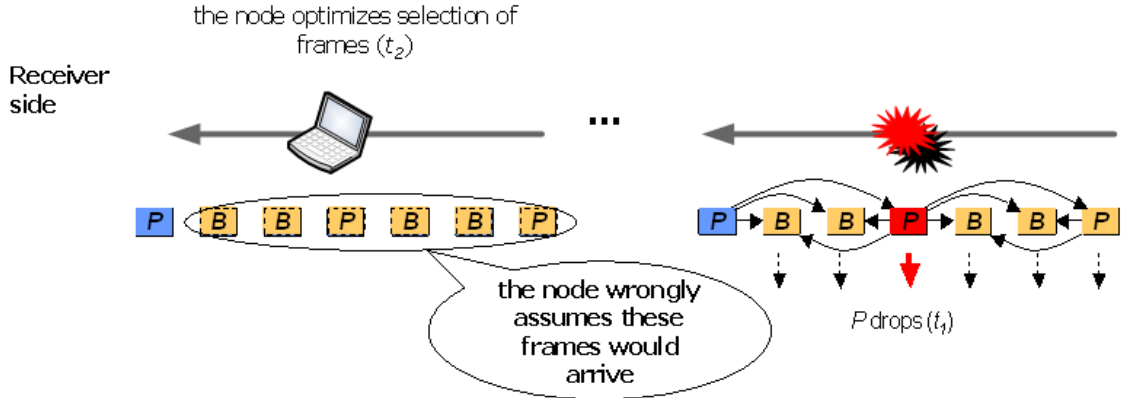 the node optimizes selection of
frames (t2)
Receiver
side
...
P B B P B B P
P B B P B B P
the node wrongly
assumes these
frames would
arrive
P drops (t1)